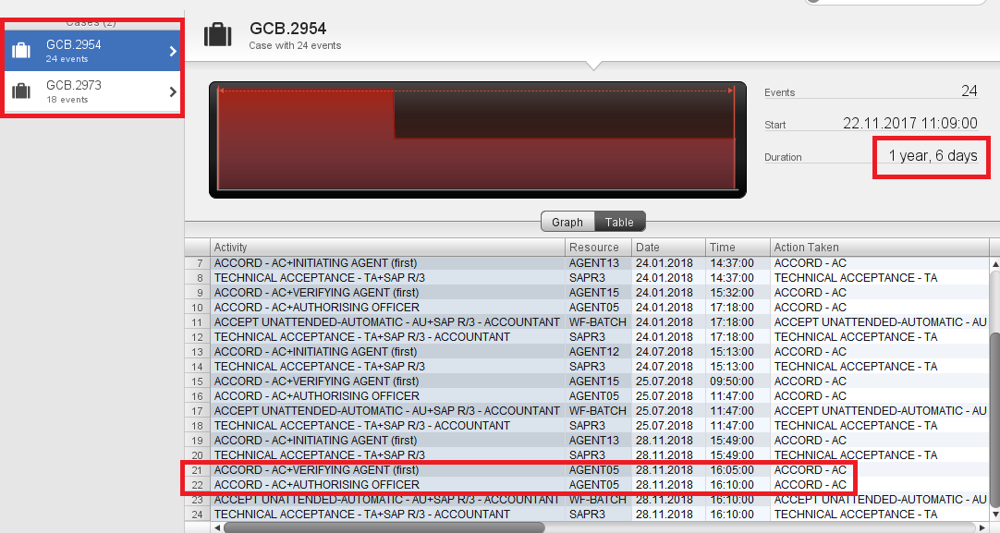 Cases (2)
GCB.2954
24 events
GCB.2973
18 events
GCB.2954
Case with 24 events
Events 24
Start 22.11.2017 11:09:00
Duration 1 year, 6 days
Graph Table
Activity Resource Date Time Action Taken
7 ACCORD - AC+INITIATING AGENT (first) AGENT13 24.01.2018 14:37:00 ACCORD - AC
8 TECHNICAL ACCEPTANCE - TA+SAP R/3 SAPR3 24.01.2018 14:37:00 TECHNICAL ACCEPTANCE - TA
9 ACCORD - AC+VERIFYING AGENT (first) AGENT15 24.01.2018 15:32:00 ACCORD - AC
10 ACCORD - AC+AUTHORISING OFFICER AGENT05 24.01.2018 17:18:00 ACCORD - AC
11 ACCEPT UNATTENDED-AUTOMATIC - AU+SAP R/3 - ACCOUNTANT WF-BATCH 24.01.2018 17:18:00 ACCEPT UNATTENDED-AUTOMATIC - AU
12 TECHNICAL ACCEPTANCE - TA+SAP R/3 - ACCOUNTANT SAPR3 24.01.2018 17:18:00 TECHNICAL ACCEPTANCE - TA
13 ACCORD - AC+INITIATING AGENT (first) AGENT12 24.07.2018 15:13:00 ACCORD - AC
14 TECHNICAL ACCEPTANCE - TA+SAP R/3 SAPR3 24.07.2018 15:13:00 TECHNICAL ACCEPTANCE - TA
15 ACCORD - AC+VERIFYING AGENT (first) AGENT15 25.07.2018 09:50:00 ACCORD - AC
16 ACCORD - AC+AUTHORISING OFFICER AGENT05 25.07.2018 11:47:00 ACCORD - AC
17 ACCEPT UNATTENDED-AUTOMATIC - AU+SAP R/3 - ACCOUNTANT WF-BATCH 25.07.2018 11:47:00 ACCEPT UNATTENDED-AUTOMATIC - AU
18 TECHNICAL ACCEPTANCE - TA+SAP R/3 - ACCOUNTANT SAPR3 25.07.2018 11:47:00 TECHNICAL ACCEPTANCE - TA
19 ACCORD - AC+INITIATING AGENT (first) AGENT13 28.11.2018 15:49:00 ACCORD - AC
20 TECHNICAL ACCEPTANCE - TA+SAP R/3 SAPR3 28.11.2018 15:49:00 TECHNICAL ACCEPTANCE - TA
21 ACCORD - AC+VERIFYING AGENT (first) AGENT05 28.11.2018 16:05:00 ACCORD - AC
22 ACCORD - AC+AUTHORISING OFFICER AGENT05 28.11.2018 16:10:00 ACCORD - AC
23 ACCEPT UNATTENDED-AUTOMATIC - AU+SAP R/3 - ACCOUNTANT WF-BATCH 28.11.2018 16:10:00 ACCEPT UNATTENDED-AUTOMATIC - AU
24 TECHNICAL ACCEPTANCE - TA+SAP R/3 - ACCOUNTANT SAPR3 28.11.2018 16:10:00 TECHNICAL ACCEPTANCE - TA